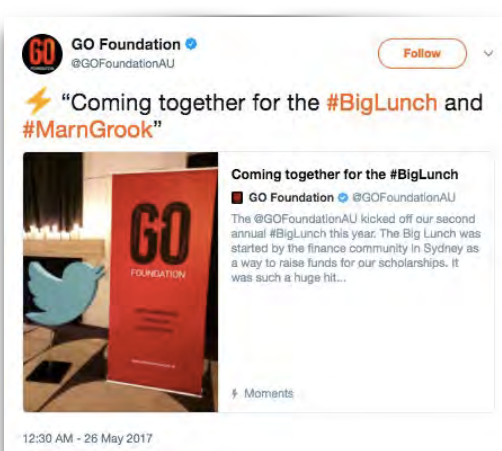 GO
FOUNDATION
GO Foundation
@GOFoundationAU
Follow
⚡ “Coming together for the #BigLunch and
#MarnGrook”
GO
FOUNDATION
Coming together for the #BigLunch
GO Foundation @GOFoundationAU
The @GOFoundationAU kicked off our second
annual #BigLunch this year. The Big Lunch was
started by the finance community in Sydney as
a way to raise funds for our scholarships. It
was such a huge hit...
Moments
12:30 AM - 26 May 2017